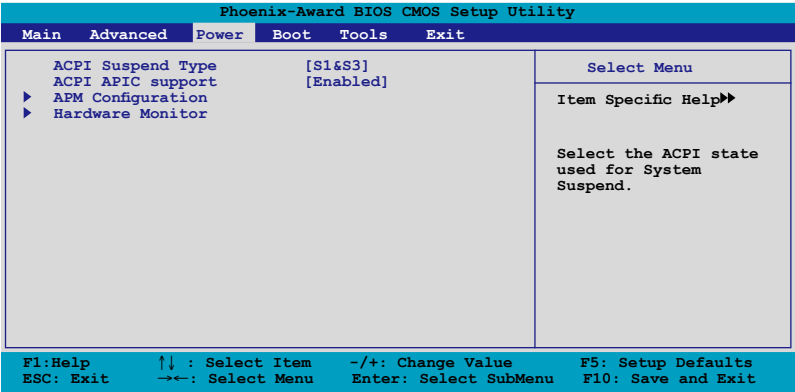 Phoenix-Award BIOS CMOS Setup Utility
Main Advanced Power Boot Tools Exit
ACPI Suspend Type [S1&S3]
ACPI APIC support [Enabled]
APM Configuration
Hardware Monitor
Select Menu
Item Specific Help
Select the ACPI state
used for System
Suspend.
F1:Help ↑↓ : Select Item -/+: Change Value F5: Setup Defaults
ESC: Exit →←: Select Menu Enter: Select SubMenu F10: Save and Exit